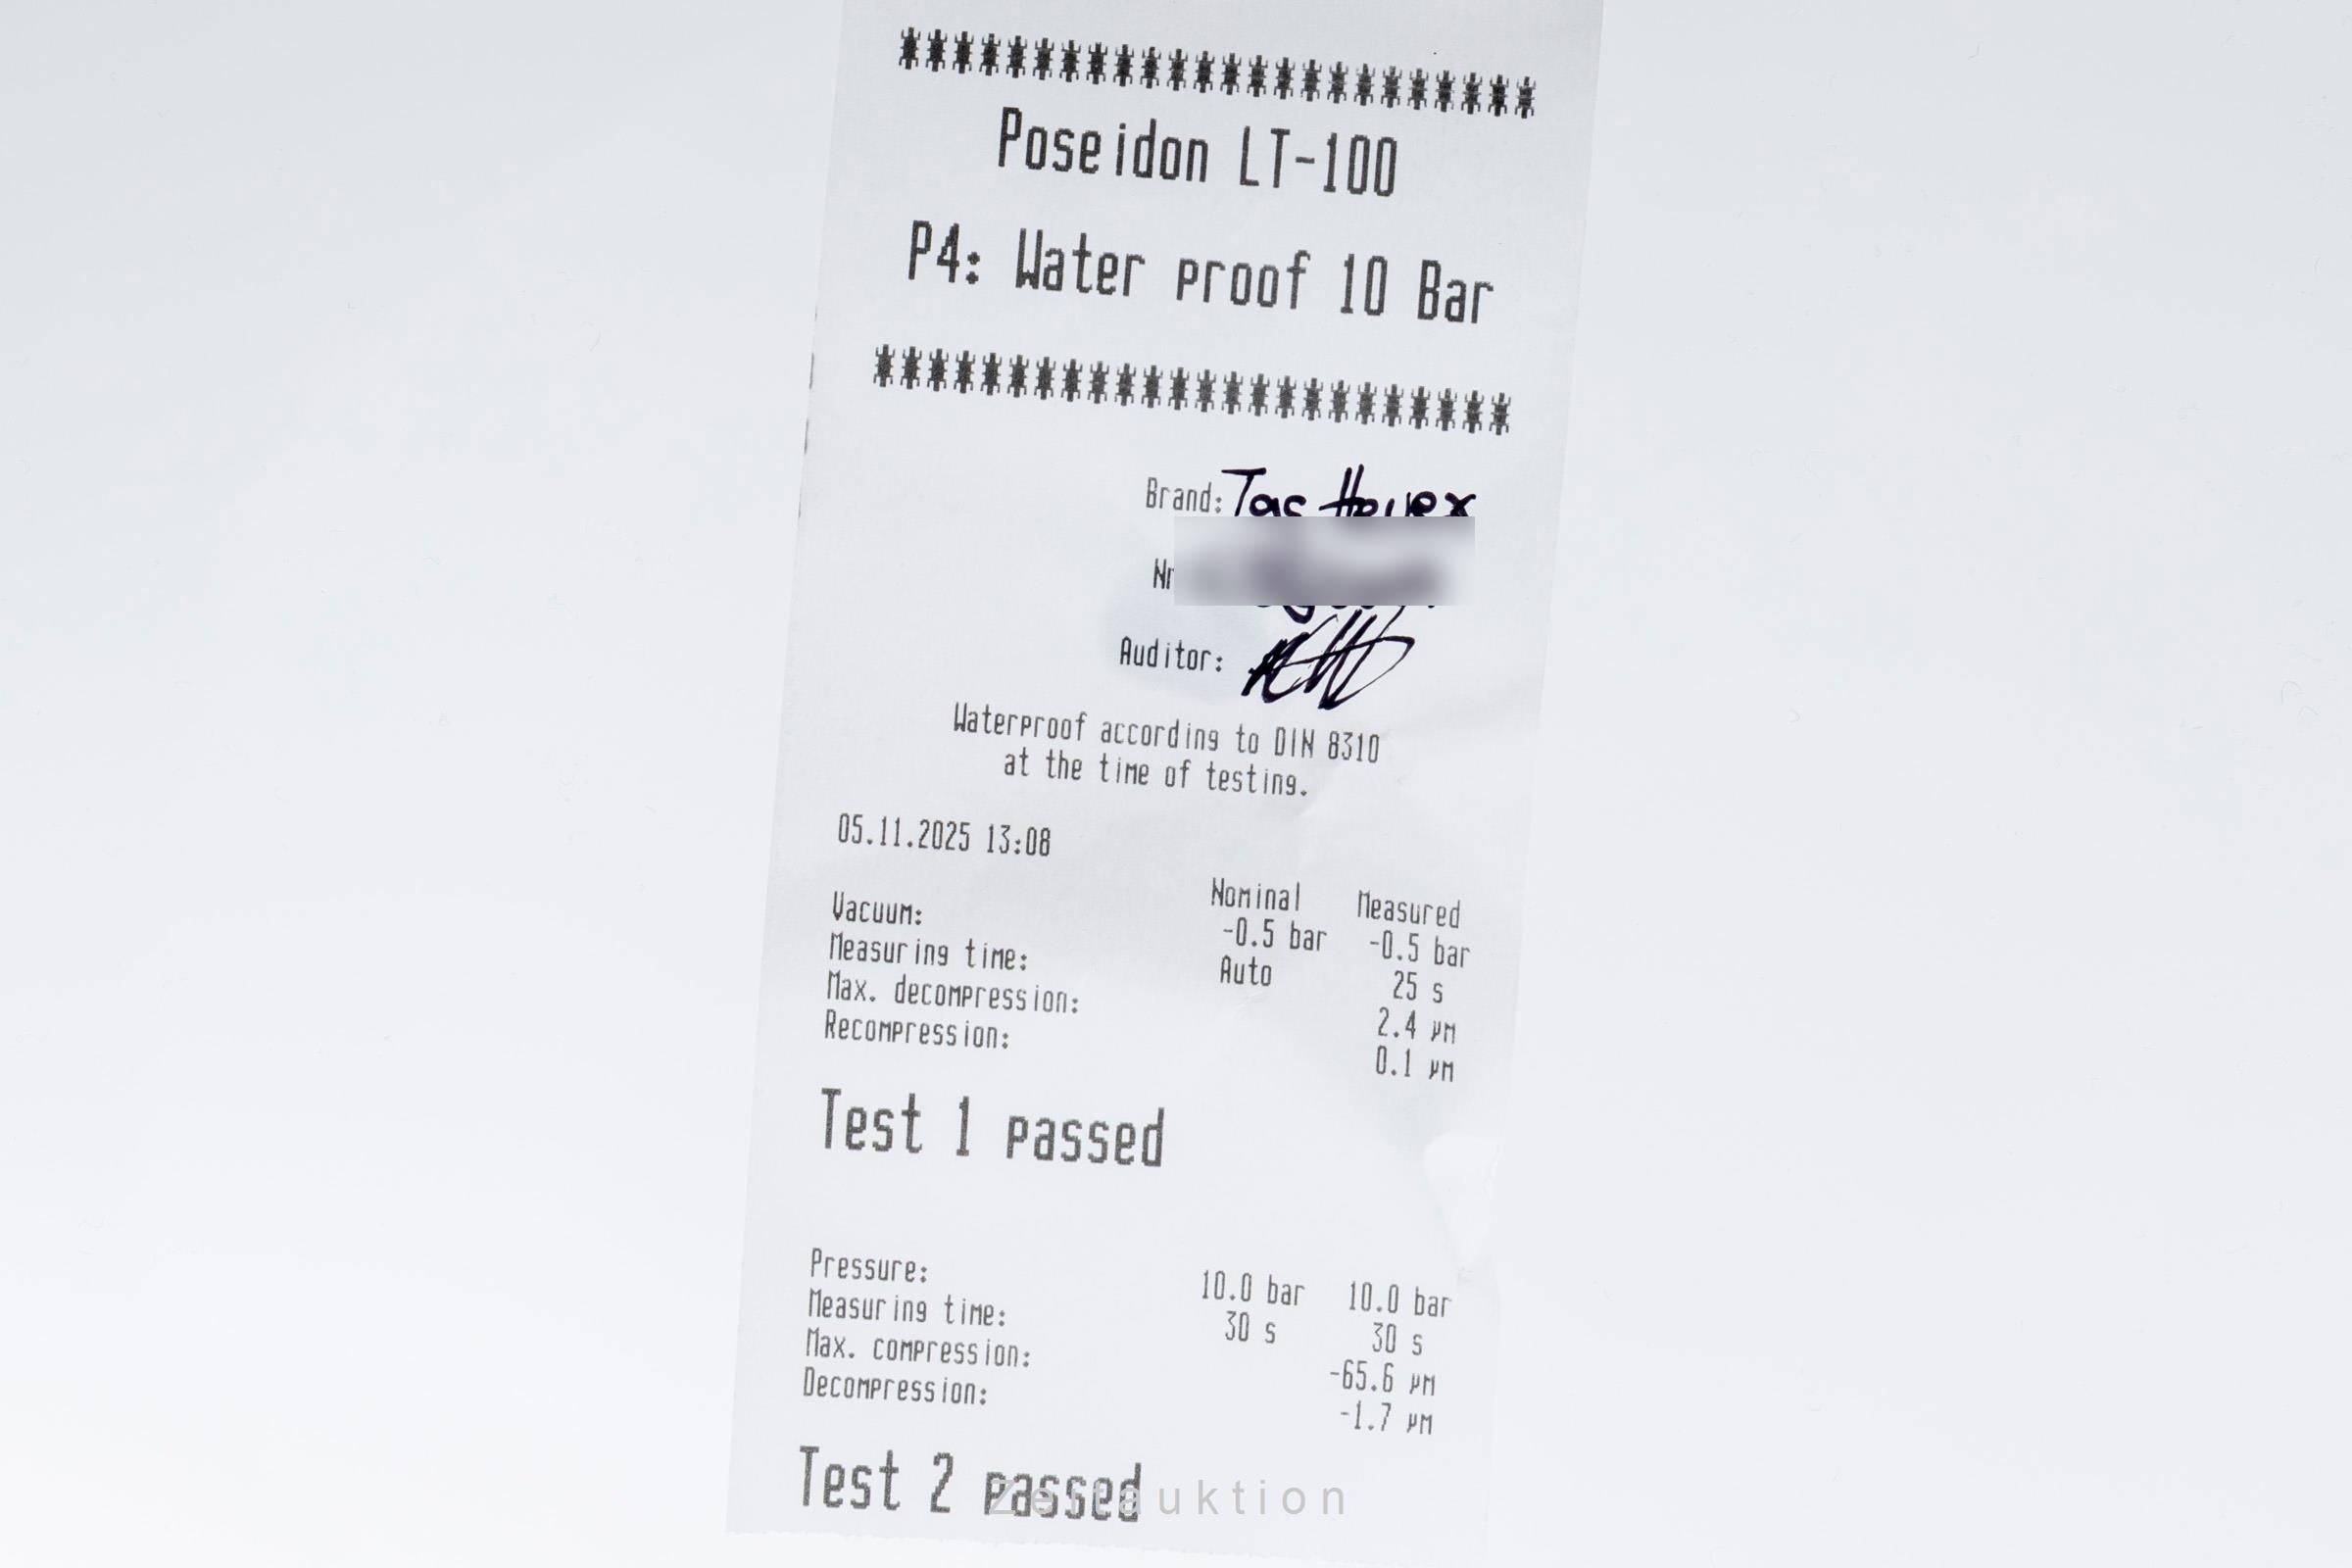 Poseidon LT-100
P4: Water proof 10 Bar
Brand: Tag Heuer
Nr
Auditor:
Waterproof according to DIN 8310
at the time of testing.
05.11.2025 13:08
Nominal Measured
Vacuum: -0.5 bar -0.5 bar
Measuring time: Auto 25 s
Max. decompression: 2.4 µm
Recompression: 0.1 µm
Test 1 passed
Pressure: 10.0 bar 10.0 bar
Measuring time: 30 s 30 s
Max. compression: -65.6 µm
Decompression: -1.7 µm
Test 2 passed
Zeitauktion